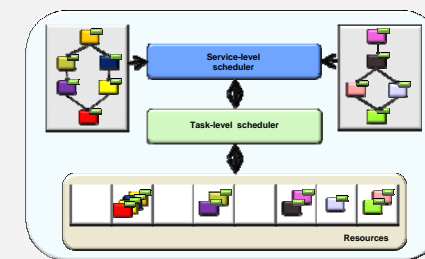 Service-level
scheduler
Task-level scheduler
Resources